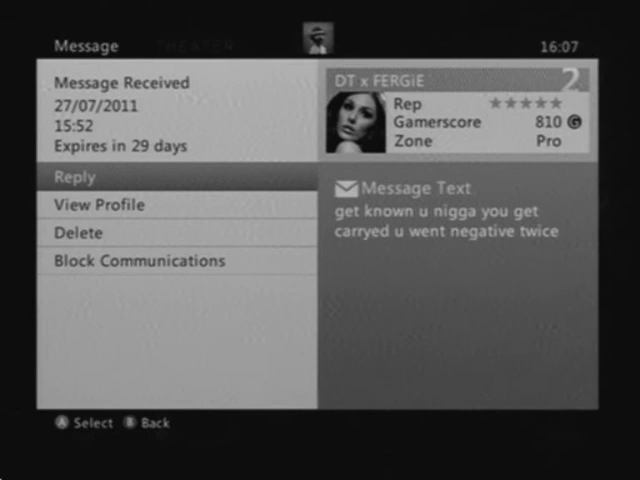 Message
16:07
Message Received
27/07/2011
15:52
Expires in 29 days
Reply
View Profile
Delete
Block Communications
DT x FERGiE
2
Rep ★★★★★
Gamerscore 810 G
Zone Pro
Message Text
get known u nigga you get
carryed u went negative twice
A Select B Back